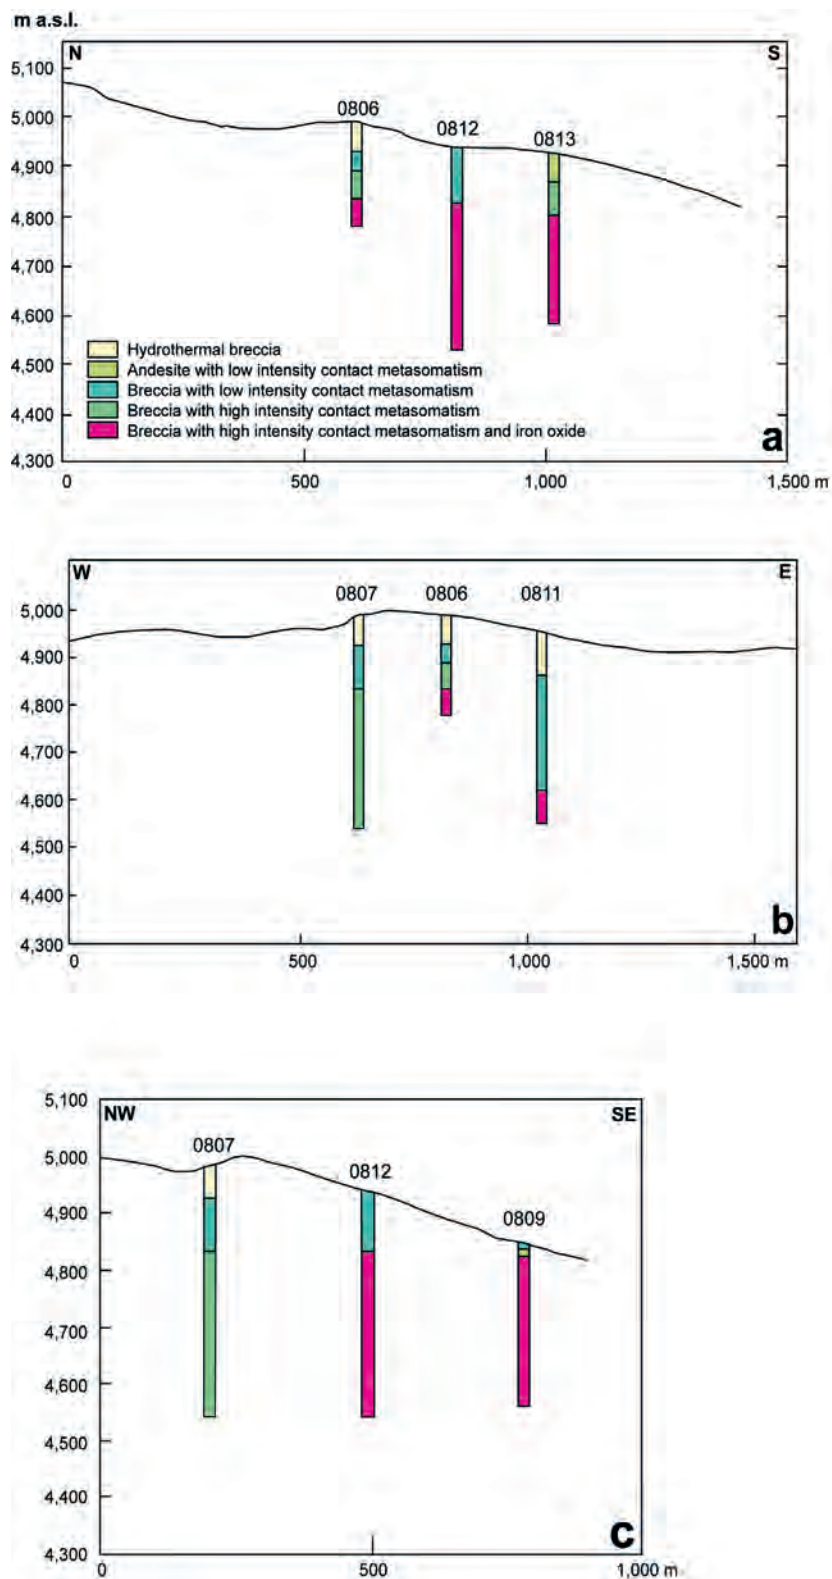 m a.s.l.
N S
5,100
0806
5,000
0812
0813
4,900
4,800
4,700
4,600
4,500
4,400
4,300
Hydrothermal breccia
Andesite with low intensity contact metasomatism
Breccia with low intensity contact metasomatism
Breccia with high intensity contact metasomatism
Breccia with high intensity contact metasomatism and iron oxide
a
0 500 1,000 1,500 m
W E
0807 0806 0811
5,000
4,900
4,800
4,700
4,600
4,500
4,400
4,300
b
0 500 1,000 1,500 m
5,100
NW SE
0807
5,000
0812
4,900
0809
4,800
4,700
4,600
4,500
4,400
4,300
c
0 500 1,000 m